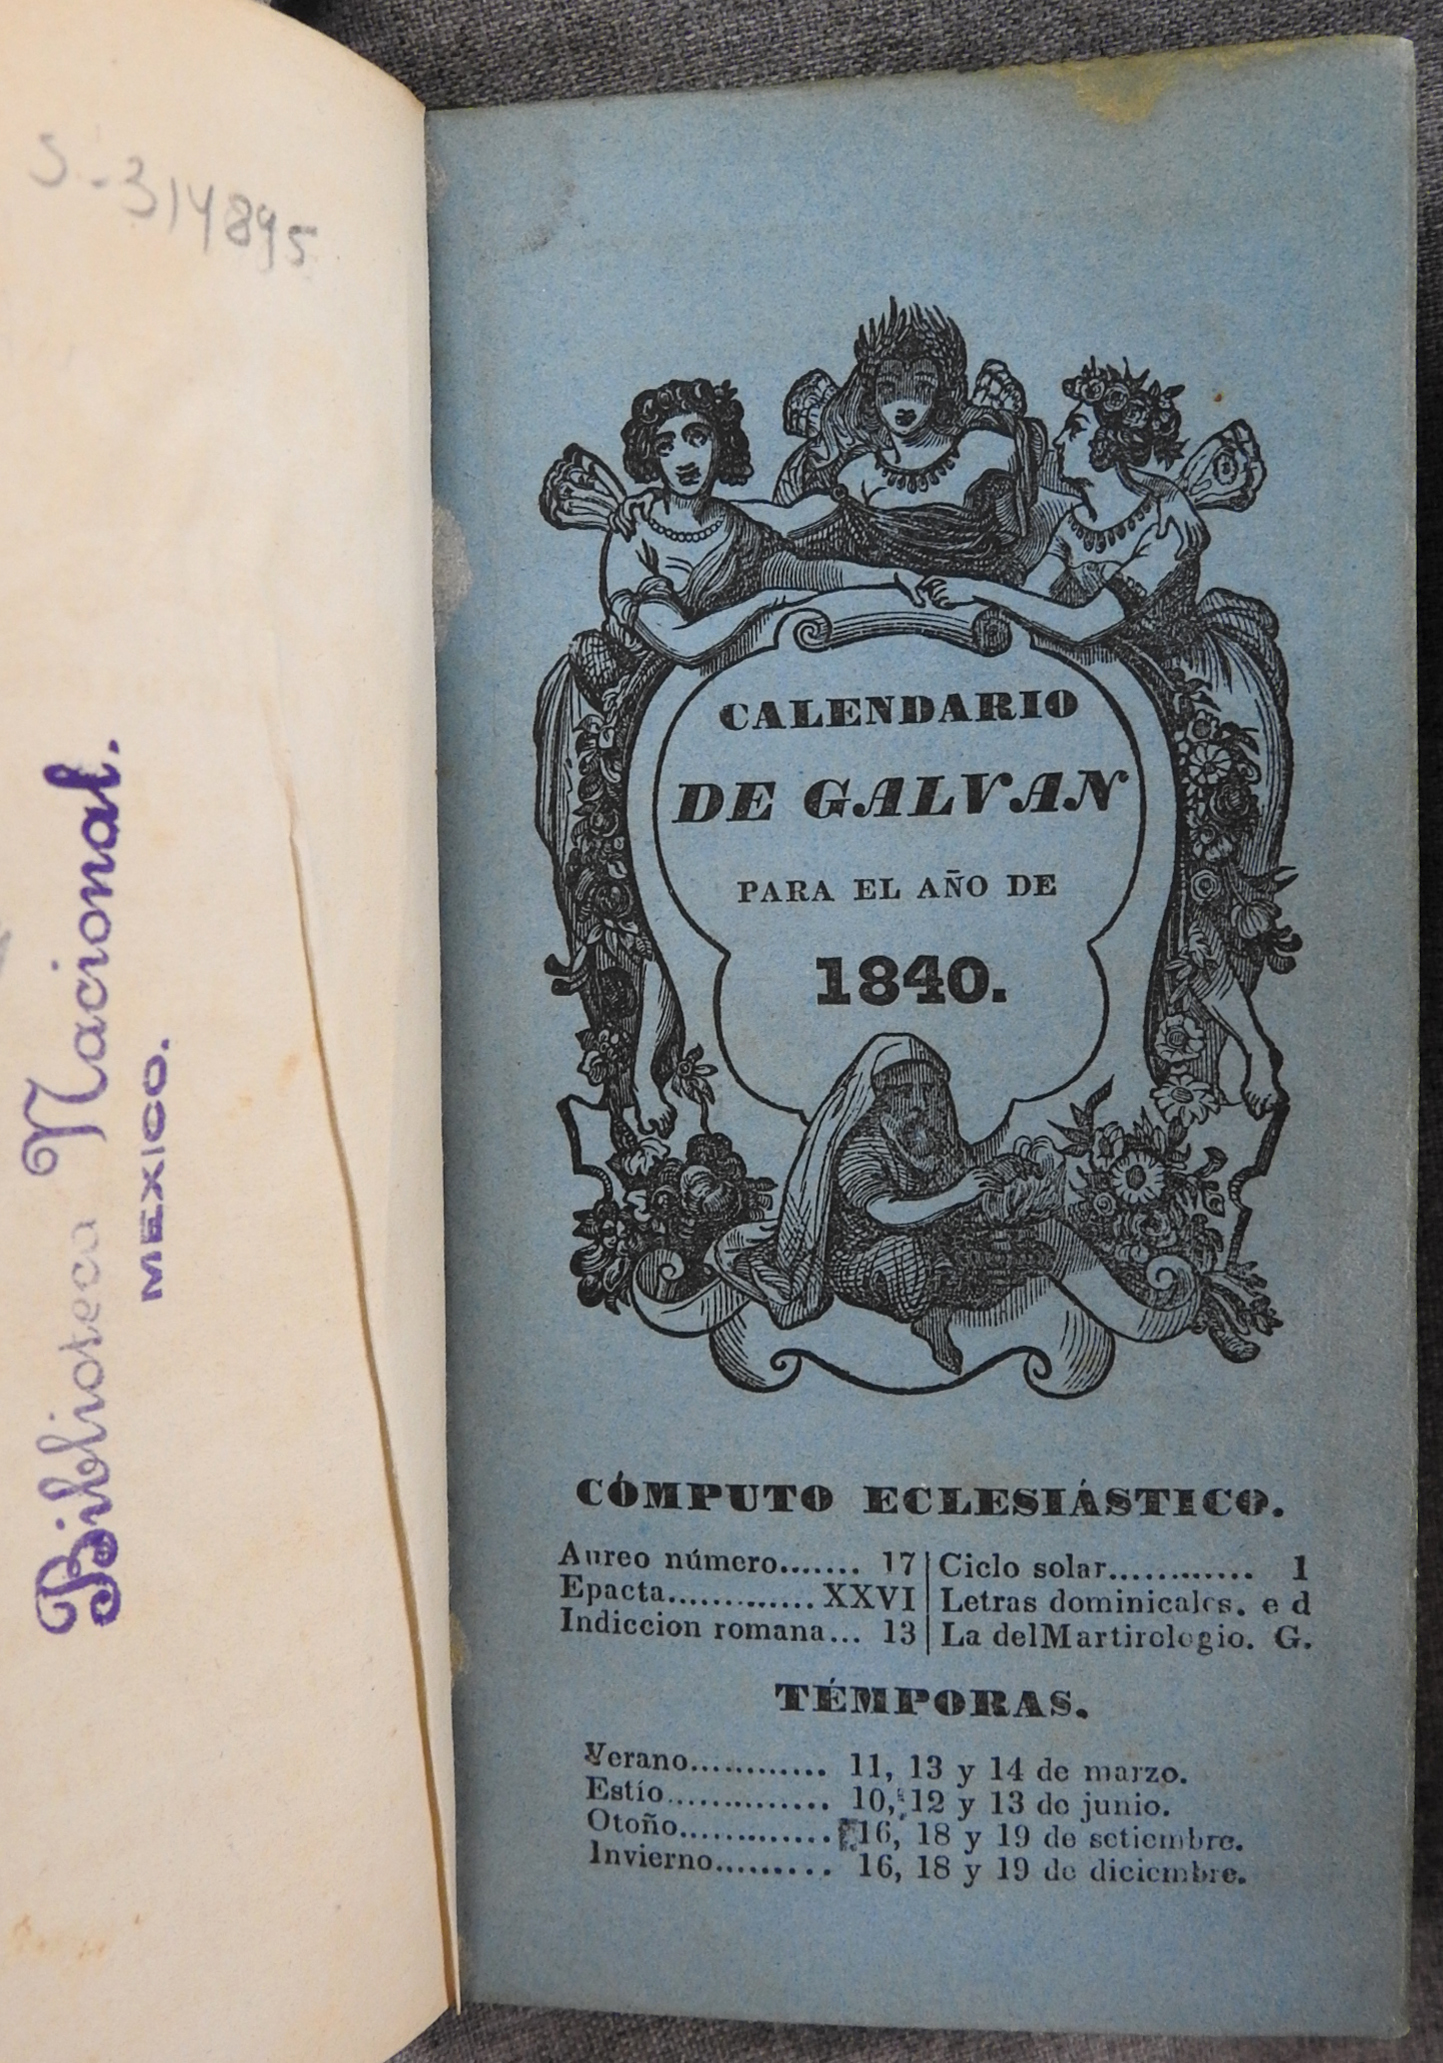 S-314895
Biblioteca Nacional.
MEXICO.
CALENDARIO
DE GALVAN
PARA EL AÑO DE
1840.
CÓMPUTO ECLESIÁSTICO.
Aureo número....... 17 | Ciclo solar............ 1
Epacta............. XXVI | Letras dominicales. e d
Indiccion romana... 13 | La del Martirologio. G.
TÉMPORAS.
Verano............ 11, 13 y 14 de marzo.
Estío.............. 10, 12 y 13 de junio.
Otoño............. 16, 18 y 19 de setiembre.
Invierno......... 16, 18 y 19 de diciembre.